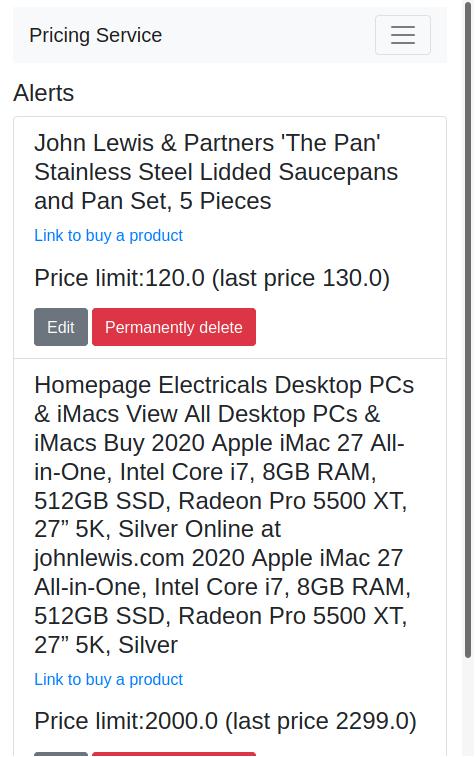 Pricing Service
Alerts
John Lewis & Partners 'The Pan'
Stainless Steel Lidded Saucepans
and Pan Set, 5 Pieces
Link to buy a product
Price limit:120.0 (last price 130.0)
Edit Permanently delete
Homepage Electricals Desktop PCs
& iMacs View All Desktop PCs &
iMacs Buy 2020 Apple iMac 27 All-
in-One, Intel Core i7, 8GB RAM,
512GB SSD, Radeon Pro 5500 XT,
27” 5K, Silver Online at
johnlewis.com 2020 Apple iMac 27
All-in-One, Intel Core i7, 8GB RAM,
512GB SSD, Radeon Pro 5500 XT,
27” 5K, Silver
Link to buy a product
Price limit:2000.0 (last price 2299.0)